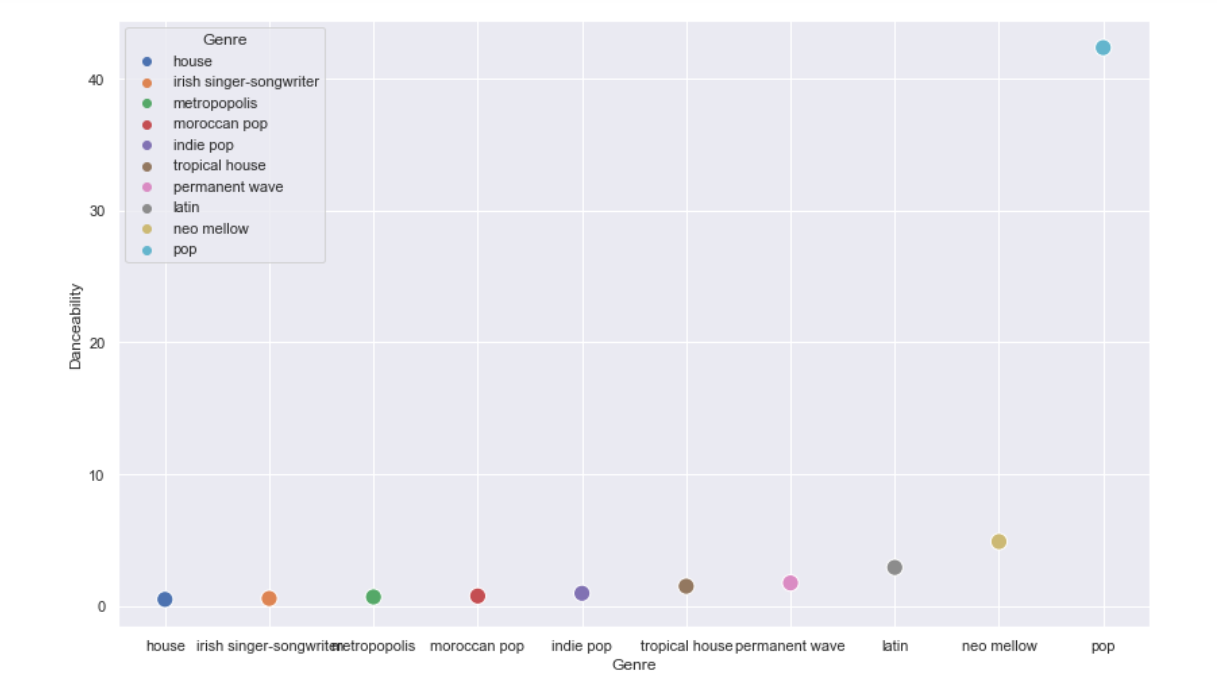 Genre
house
irish singer-songwriter
metropopolis
moroccan pop
indie pop
tropical house
permanent wave
latin
neo mellow
pop
Danceability
40
30
20
10
0
house irish singer-songwriter metropopolis moroccan pop indie pop tropical house permanent wave latin neo mellow pop
Genre